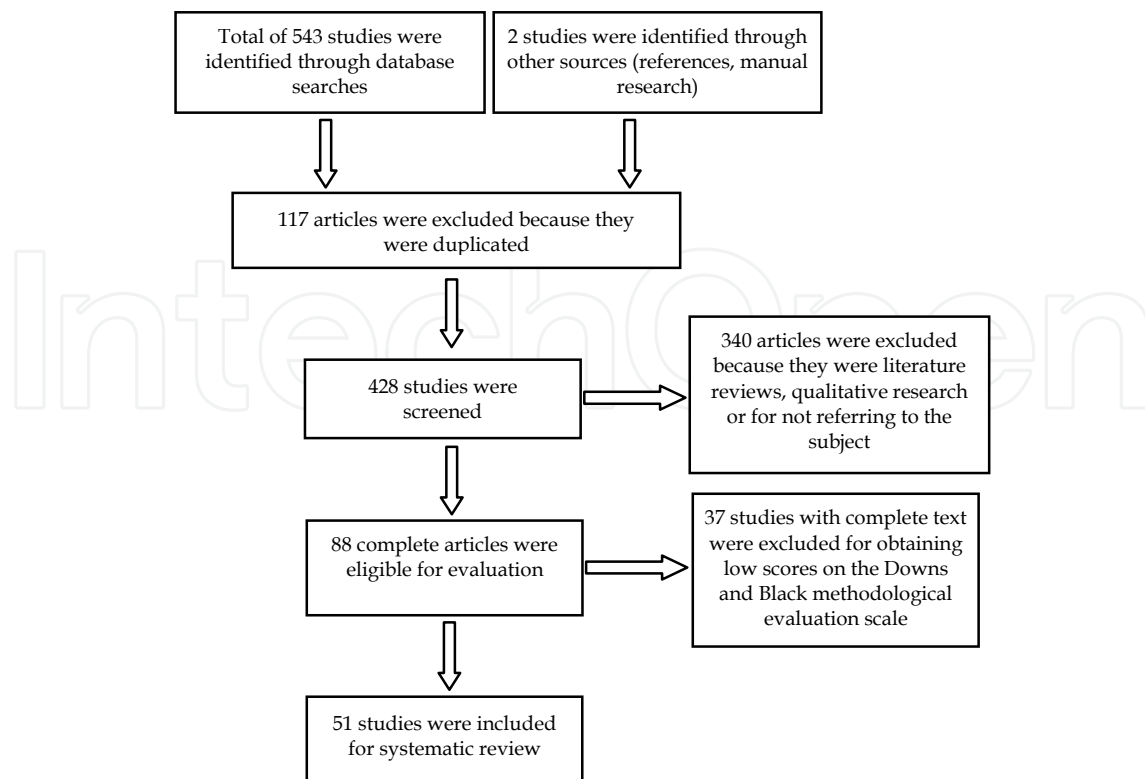 Total of 543 studies were
identified through database
searches
2 studies were identified through
other sources (references, manual
research)
117 articles were excluded because they
were duplicated
IntechOpen
428 studies were
screened
340 articles were excluded
because they were literature
reviews, qualitative research
or for not referring to the
subject
88 complete articles were
eligible for evaluation
37 studies with complete text
were excluded for obtaining
low scores on the Downs
and Black methodological
evaluation scale
51 studies were included
for systematic review